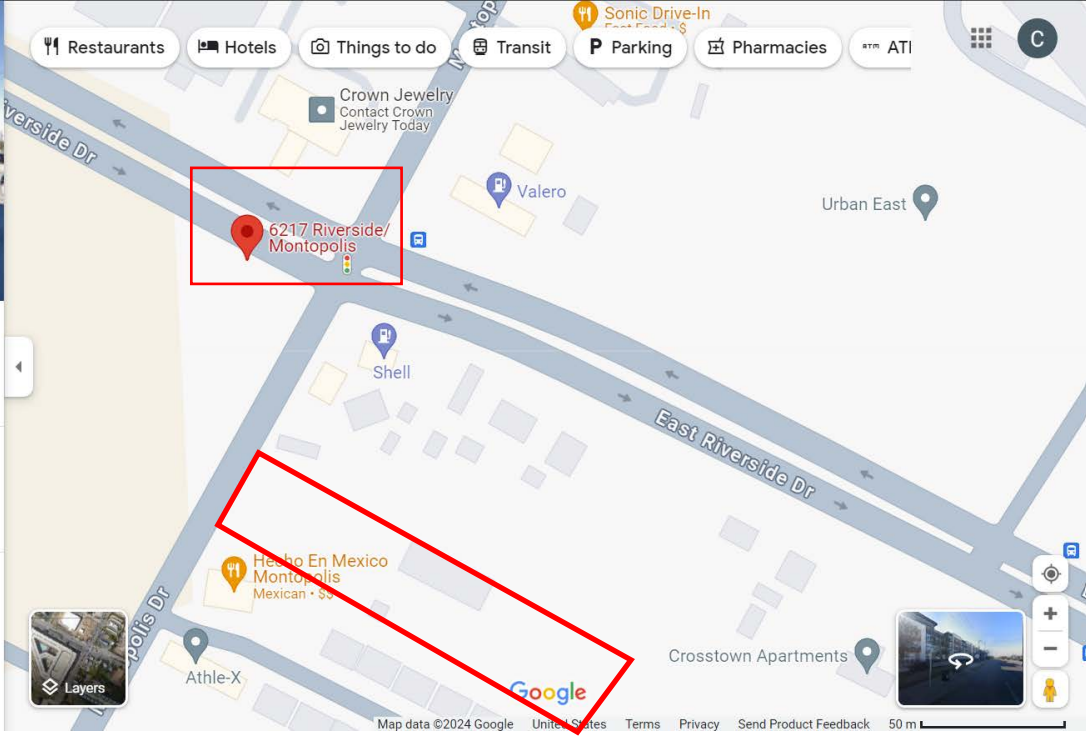 Sonic Drive-In
Restaurants
Hotels
Things to do
Transit
P Parking
Pharmacies
ATM
C
Crown Jewelry
Contact Crown
Jewelry Today
Valero
Urban East
6217 Riverside/
Montopolis
Shell
East Riverside Dr
Hecho En Mexico
Montopolis
Mexican • $$
Athle-X
Crosstown Apartments
Layers
Google
Map data ©2024 Google United States Terms Privacy Send Product Feedback 50 m